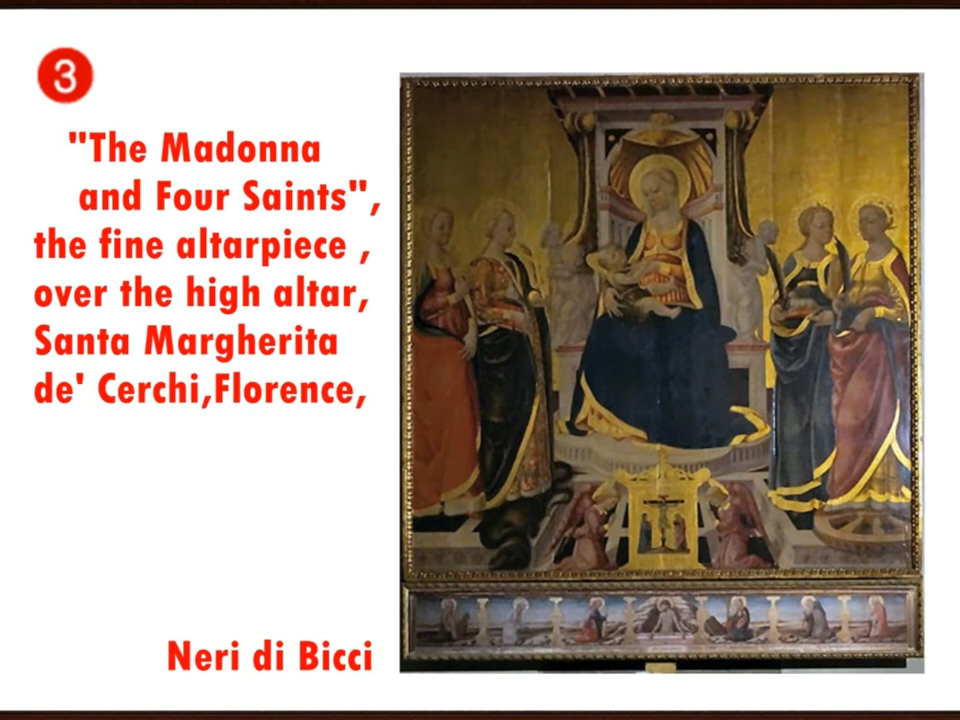 3
"The Madonna
and Four Saints",
the fine altarpiece ,
over the high altar,
Santa Margherita
de' Cerchi,Florence,
Neri di Bicci